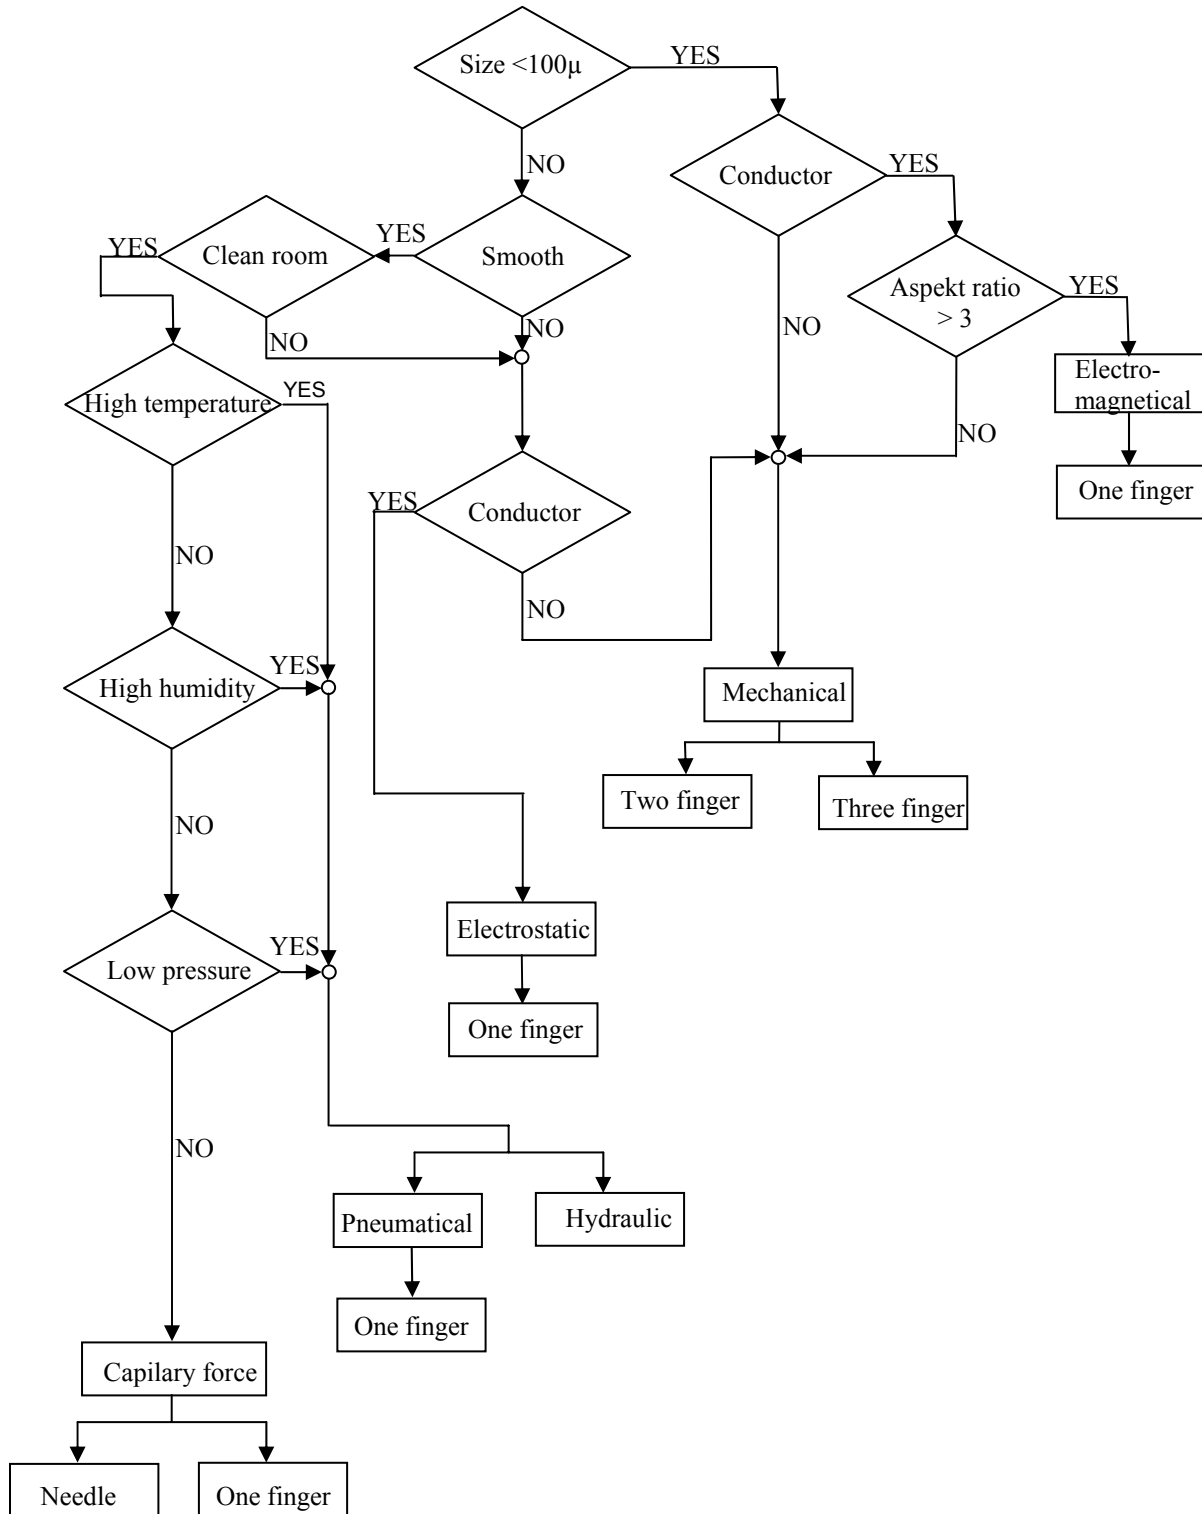 Size <100µ
YES
NO
Conductor
YES
YES
Clean room
YES
Smooth
Aspekt ratio
> 3
YES
NO
NO
NO
High temperature
YES
Electro-
magnetical
NO
YES
Conductor
One finger
NO
NO
High humidity
YES
Mechanical
Two finger
Three finger
NO
Electrostatic
Low pressure
YES
One finger
NO
Pneumatical
Hydraulic
One finger
Capilary force
Needle
One finger